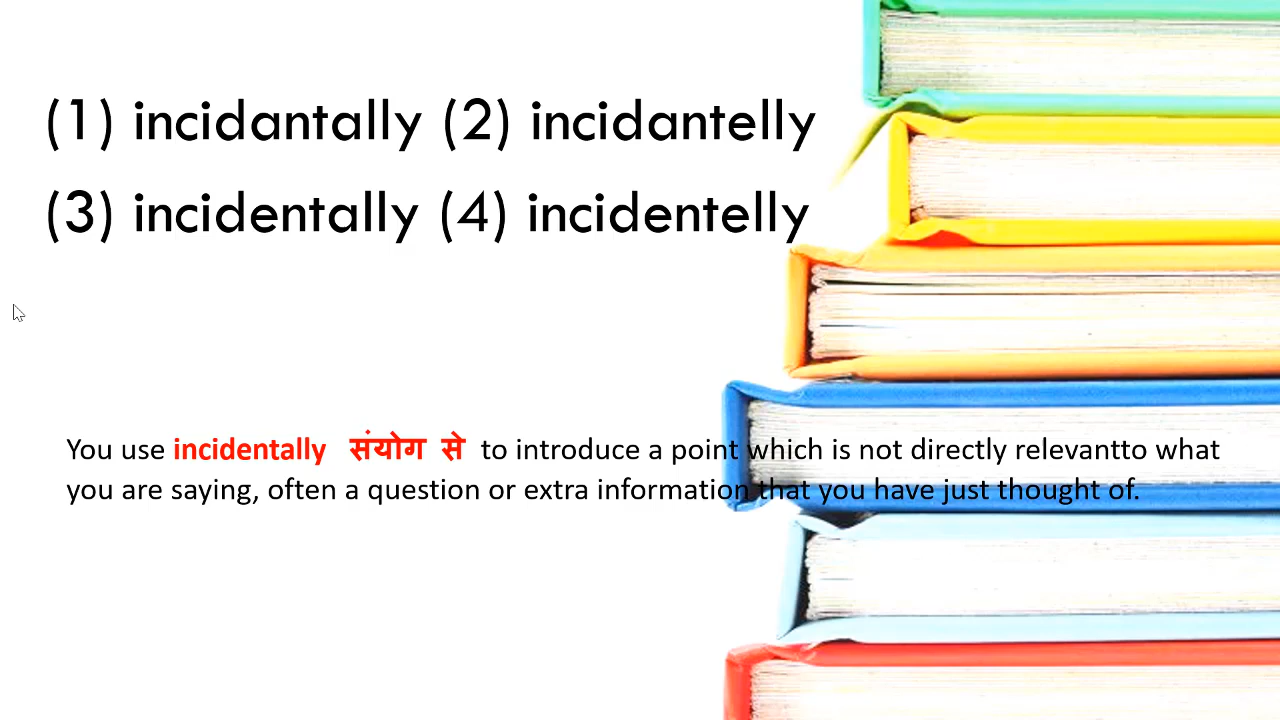 (1) incidantally (2) incidantelly
(3) incidentally (4) incidentelly
You use incidentally संयोग से to introduce a point which is not directly relevantto what
you are saying, often a question or extra information that you have just thought of.